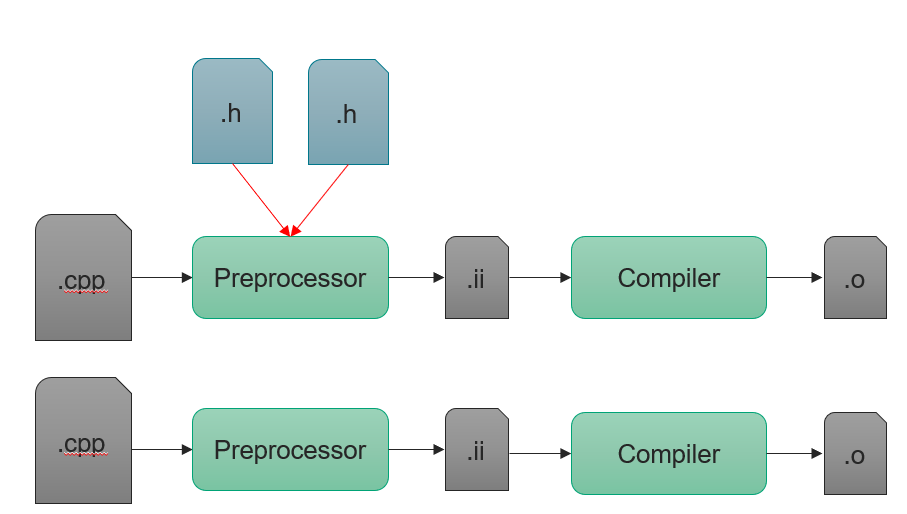 .h
.h
.cpp
Preprocessor
.ii
Compiler
.o
.cpp
Preprocessor
.ii
Compiler
.o